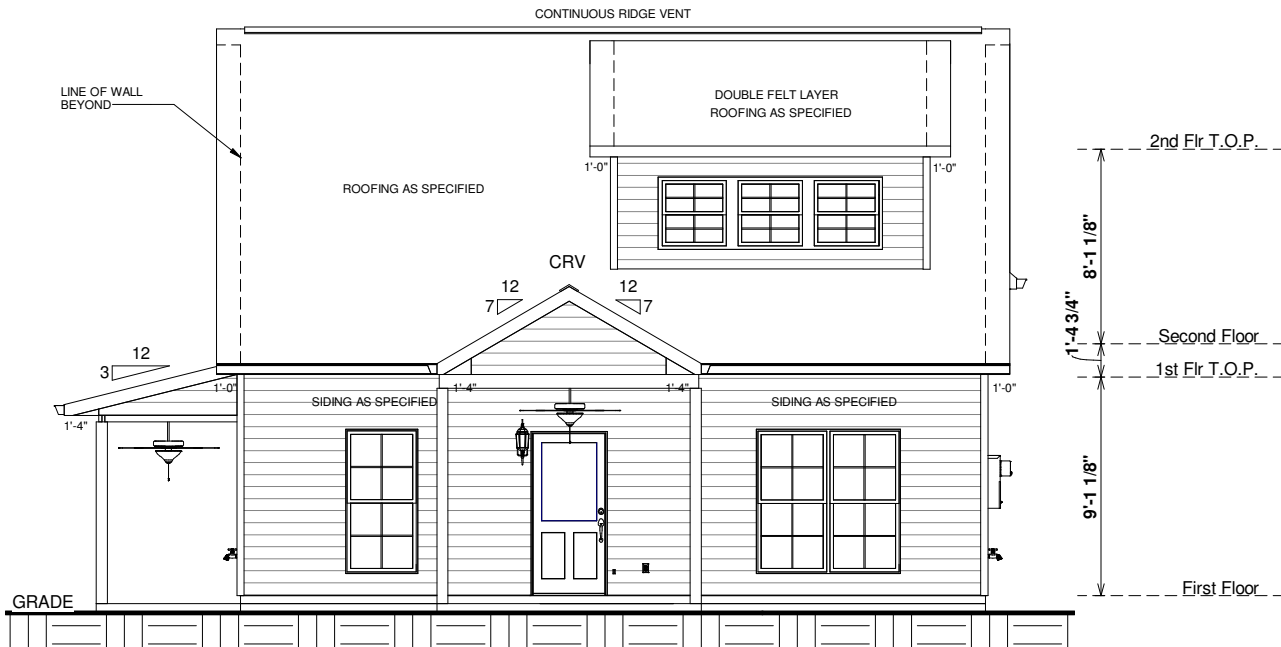 CONTINUOUS RIDGE VENT
LINE OF WALL
BEYOND
DOUBLE FELT LAYER
ROOFING AS SPECIFIED
2nd Flr T.O.P.
1'-0"
1'-0"
ROOFING AS SPECIFIED
8'-1 1/8"
CRV
12
7
12
7
1'-4 3/4"
Second Floor
12
3
1st Flr T.O.P.
1'-0"
1'-4"
1'-4"
1'-0"
SIDING AS SPECIFIED
SIDING AS SPECIFIED
1'-4"
9'-1 1/8"
First Floor
GRADE